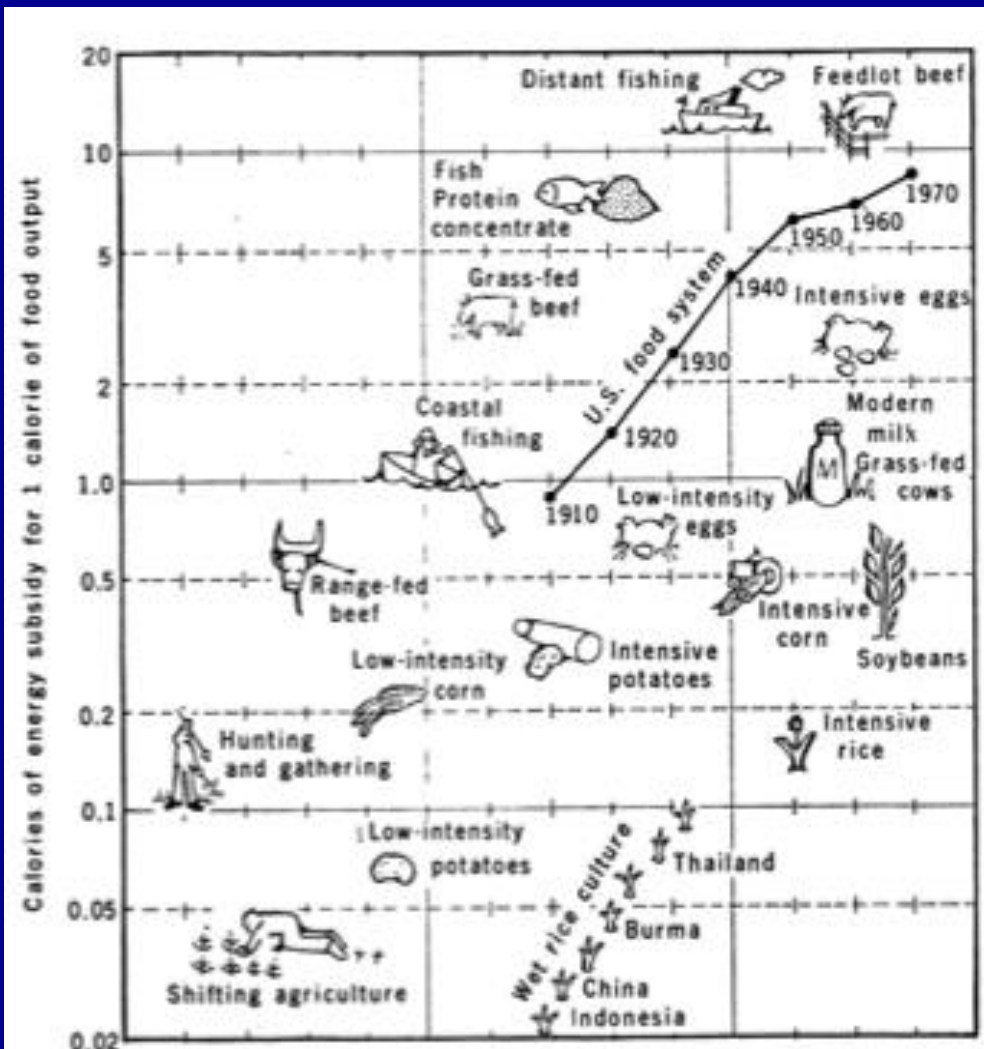 Calories of energy subsidy for 1 calorie of food output
20
10
5
2
1.0
0.5
0.2
0.1
0.05
0.02
Distant fishing
Feedlot beef
Fish
Protein
concentrate
1970
1960
1950
Grass-fed
beef
U.S. food system
1940
Intensive eggs
1930
Coastal
fishing
1920
Modern
milk
M
Grass-fed
cows
1910
Low-intensity
eggs
Range-fed
beef
Intensive
corn
Soybeans
Low-intensity
corn
Intensive
potatoes
Hunting
and gathering
Intensive
rice
Low-intensity
potatoes
Wet rice culture
Thailand
Burma
Shifting agriculture
China
Indonesia